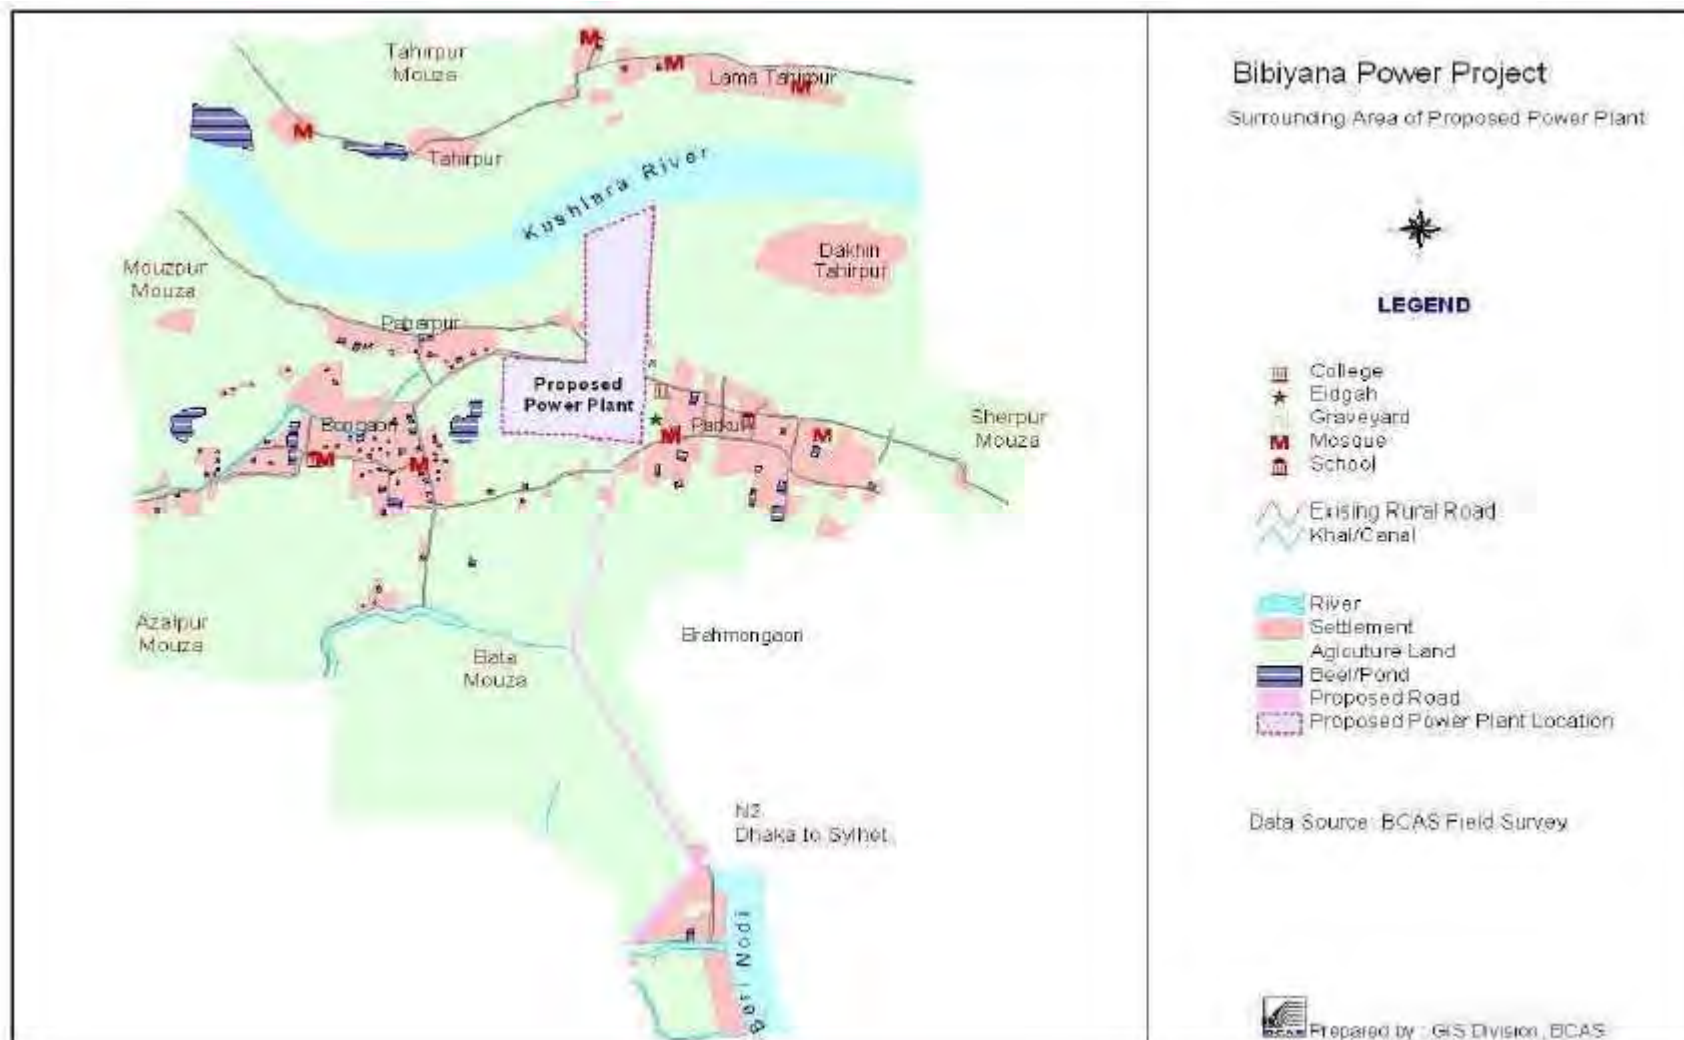 Tahirpur
Mouza
Lama Tahirpur
Tahirpur
Kushiara River
Dakhin
Tahirpur
Mouzpur
Mouza
Paharpur
Proposed
Power Plant
Bongaon
Sherpur
Mouza
Azalpur
Mouza
Bata
Mouza
Brahmongaon
N2
Dhaka to Sylhet
Bari Nodi
M
M
M
M
M
M
M
M
Bibiyana Power Project
Surrounding Area of Proposed Power Plant
LEGEND
College
Eidgah
Graveyard
M Mosque
School
Exising Rural Road
Khal/Canal
River
Settlement
Agicuture Land
Beel/Pond
Proposed Road
Proposed Power Plant Location
Data Source: BCAS Field Survey
Prepared by : GIS Division, BCAS